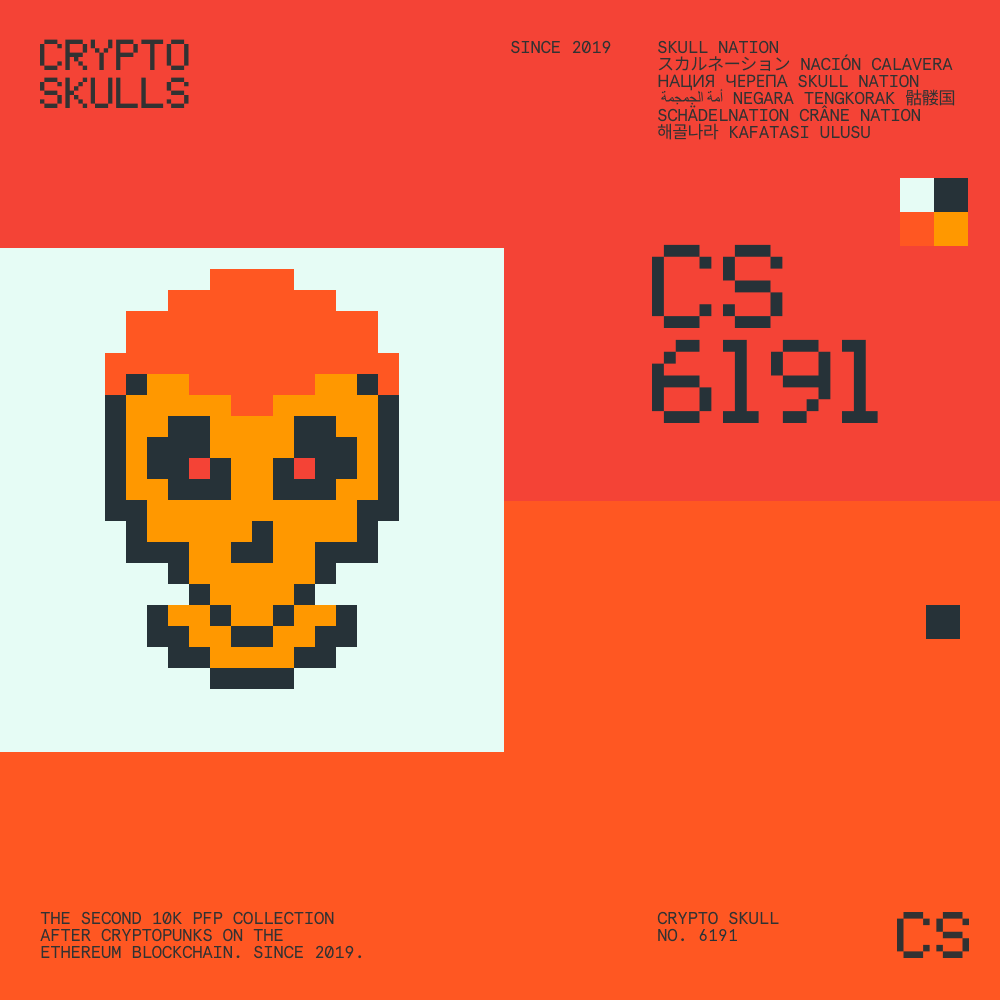 CRYPTO
SKULLS
SINCE 2019
SKULL NATION
スカルネーション NACIÓN CALAVERA
НАЦИЯ ЧЕРЕПА SKULL NATION
أمة الجمجمة NEGARA TENGKORAK 骷髅国
SCHÄDELNATION CRÂNE NATION
해골나라 KAFATASI ULUSU
CS
6191
THE SECOND 10K PFP COLLECTION
AFTER CRYPTOPUNKS ON THE
ETHEREUM BLOCKCHAIN. SINCE 2019.
CRYPTO SKULL
NO. 6191
CS